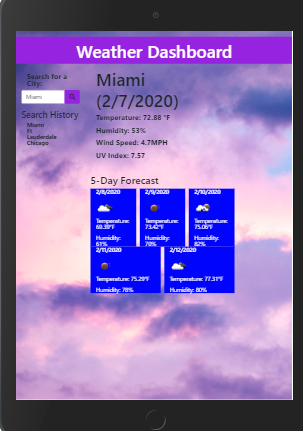 Weather Dashboard
Search for a
City:
Miami
Search History
Miami
Ft
Lauderdale
Chicago
Miami
(2/7/2020)
Temperature: 72.88 °F
Humidity: 53%
Wind Speed: 4.7MPH
UV Index: 7.57
5-Day Forecast
2/8/2020
Temperature:
69.39°F
Humidity:
61%
2/9/2020
Temperature:
73.42°F
Humidity:
70%
2/10/2020
Temperature:
75.06°F
Humidity:
82%
2/11/2020
Temperature: 75.29°F
Humidity: 78%
2/12/2020
Temperature: 77.31°F
Humidity: 80%